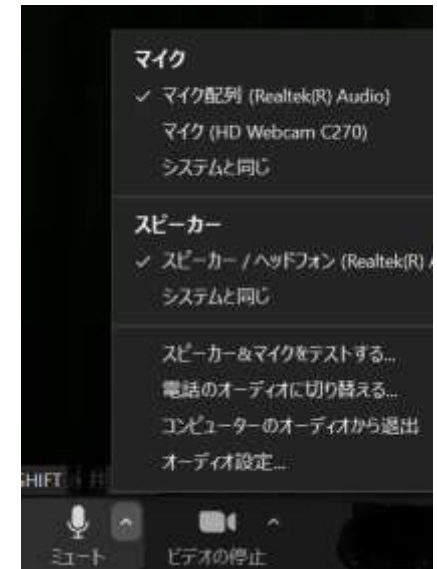 マイク
マイク配列 (Realtek(R) Audio)
マイク (HD Webcam C270)
システムと同じ
スピーカー
スピーカー / ヘッドフォン (Realtek(R) A
システムと同じ
スピーカー&マイクをテストする...
電話のオーディオに切り替える...
コンピューターのオーディオから退出
オーディオ設定...
SHIFT
ミュート
ビデオの停止